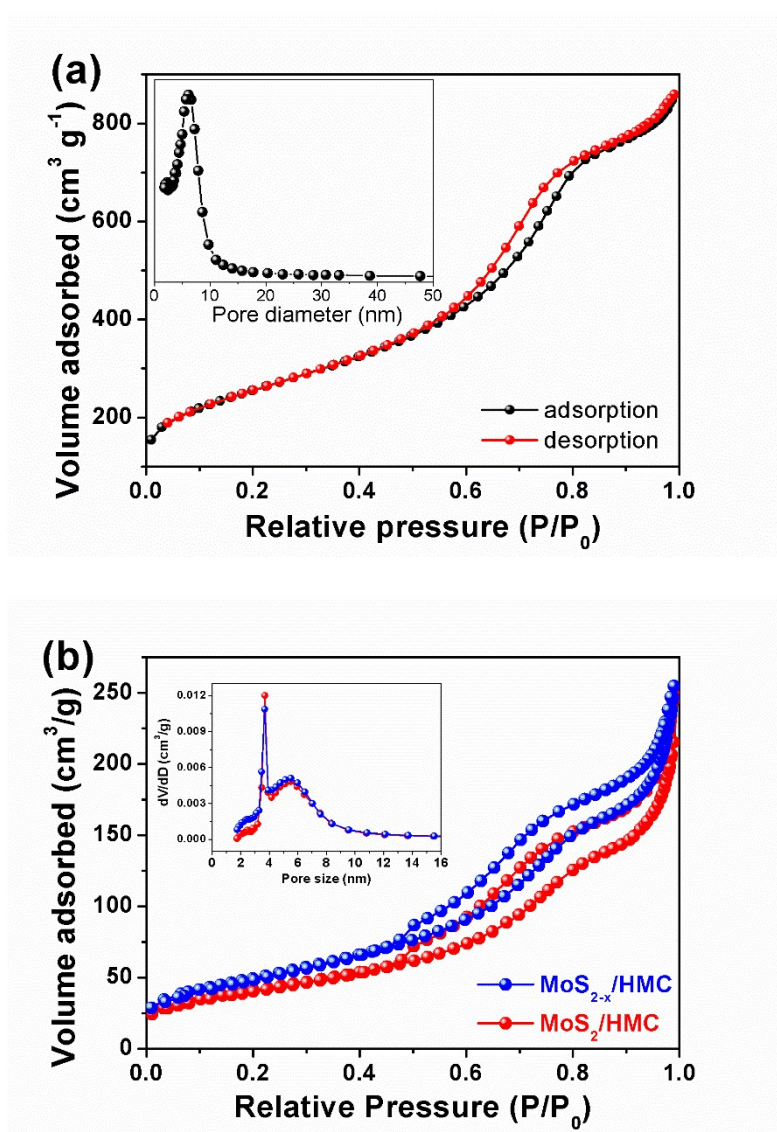 (a)
Volume adsorbed (cm³ g⁻¹)
800
600
400
200
0 10 20 30 40 50
Pore diameter (nm)
adsorption
desorption
0.0 0.2 0.4 0.6 0.8 1.0
Relative pressure (P/P₀)
(b)
Volume adsorbed (cm³/g)
250
200
150
100
50
0
dV/dD (cm³/g)
0.012
0.009
0.006
0.003
0.000
0 2 4 6 8 10 12 14 16
Pore size (nm)
MoS₂₋ₓ/HMC
MoS₂/HMC
0.0 0.2 0.4 0.6 0.8 1.0
Relative Pressure (P/P₀)